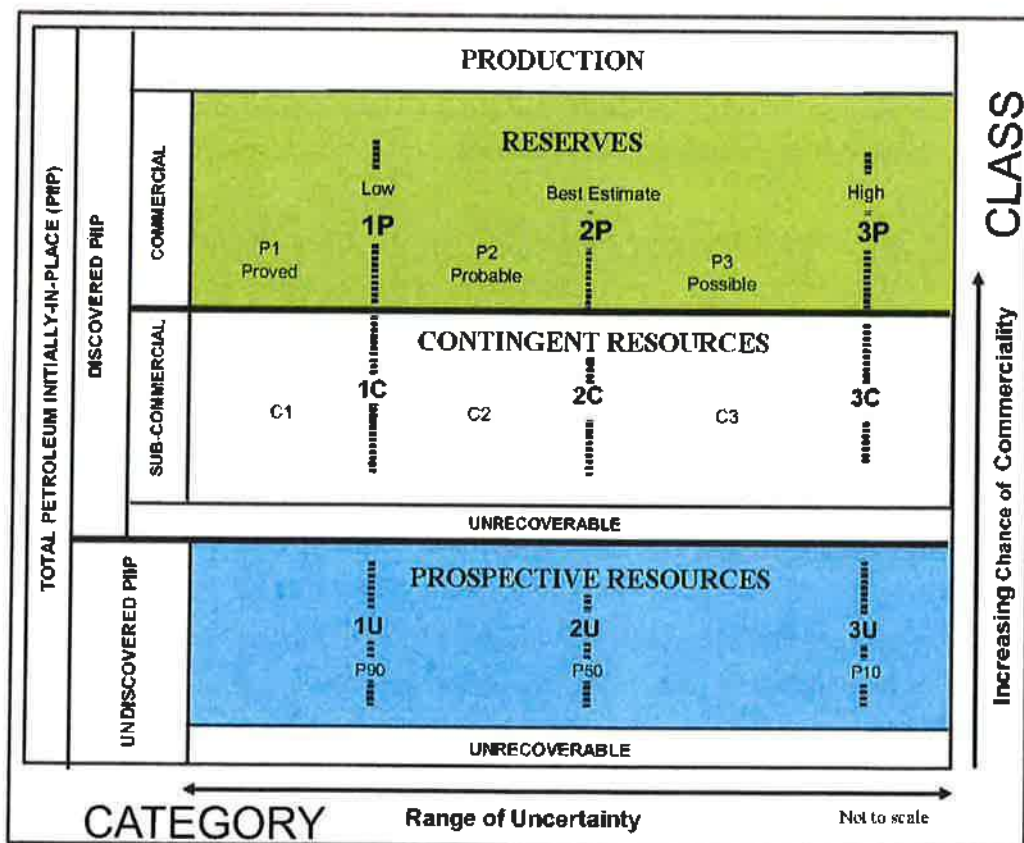 PRODUCTION
RESERVES
Low
Best Estimate
High
1P
2P
3P
P1
Proved
P2
Probable
P3
Possible
CONTINGENT RESOURCES
1C
2C
3C
C1
C2
C3
UNRECOVERABLE
PROSPECTIVE RESOURCES
1U
2U
3U
P90
P50
P10
UNRECOVERABLE
TOTAL PETROLEUM INITIALLY-IN-PLACE (PIIP)
DISCOVERED PIIP
UNDISCOVERED PIIP
COMMERCIAL
SUB-COMMERCIAL
CLASS
Increasing Chance of Commerciality
CATEGORY
Range of Uncertainty
Not to scale